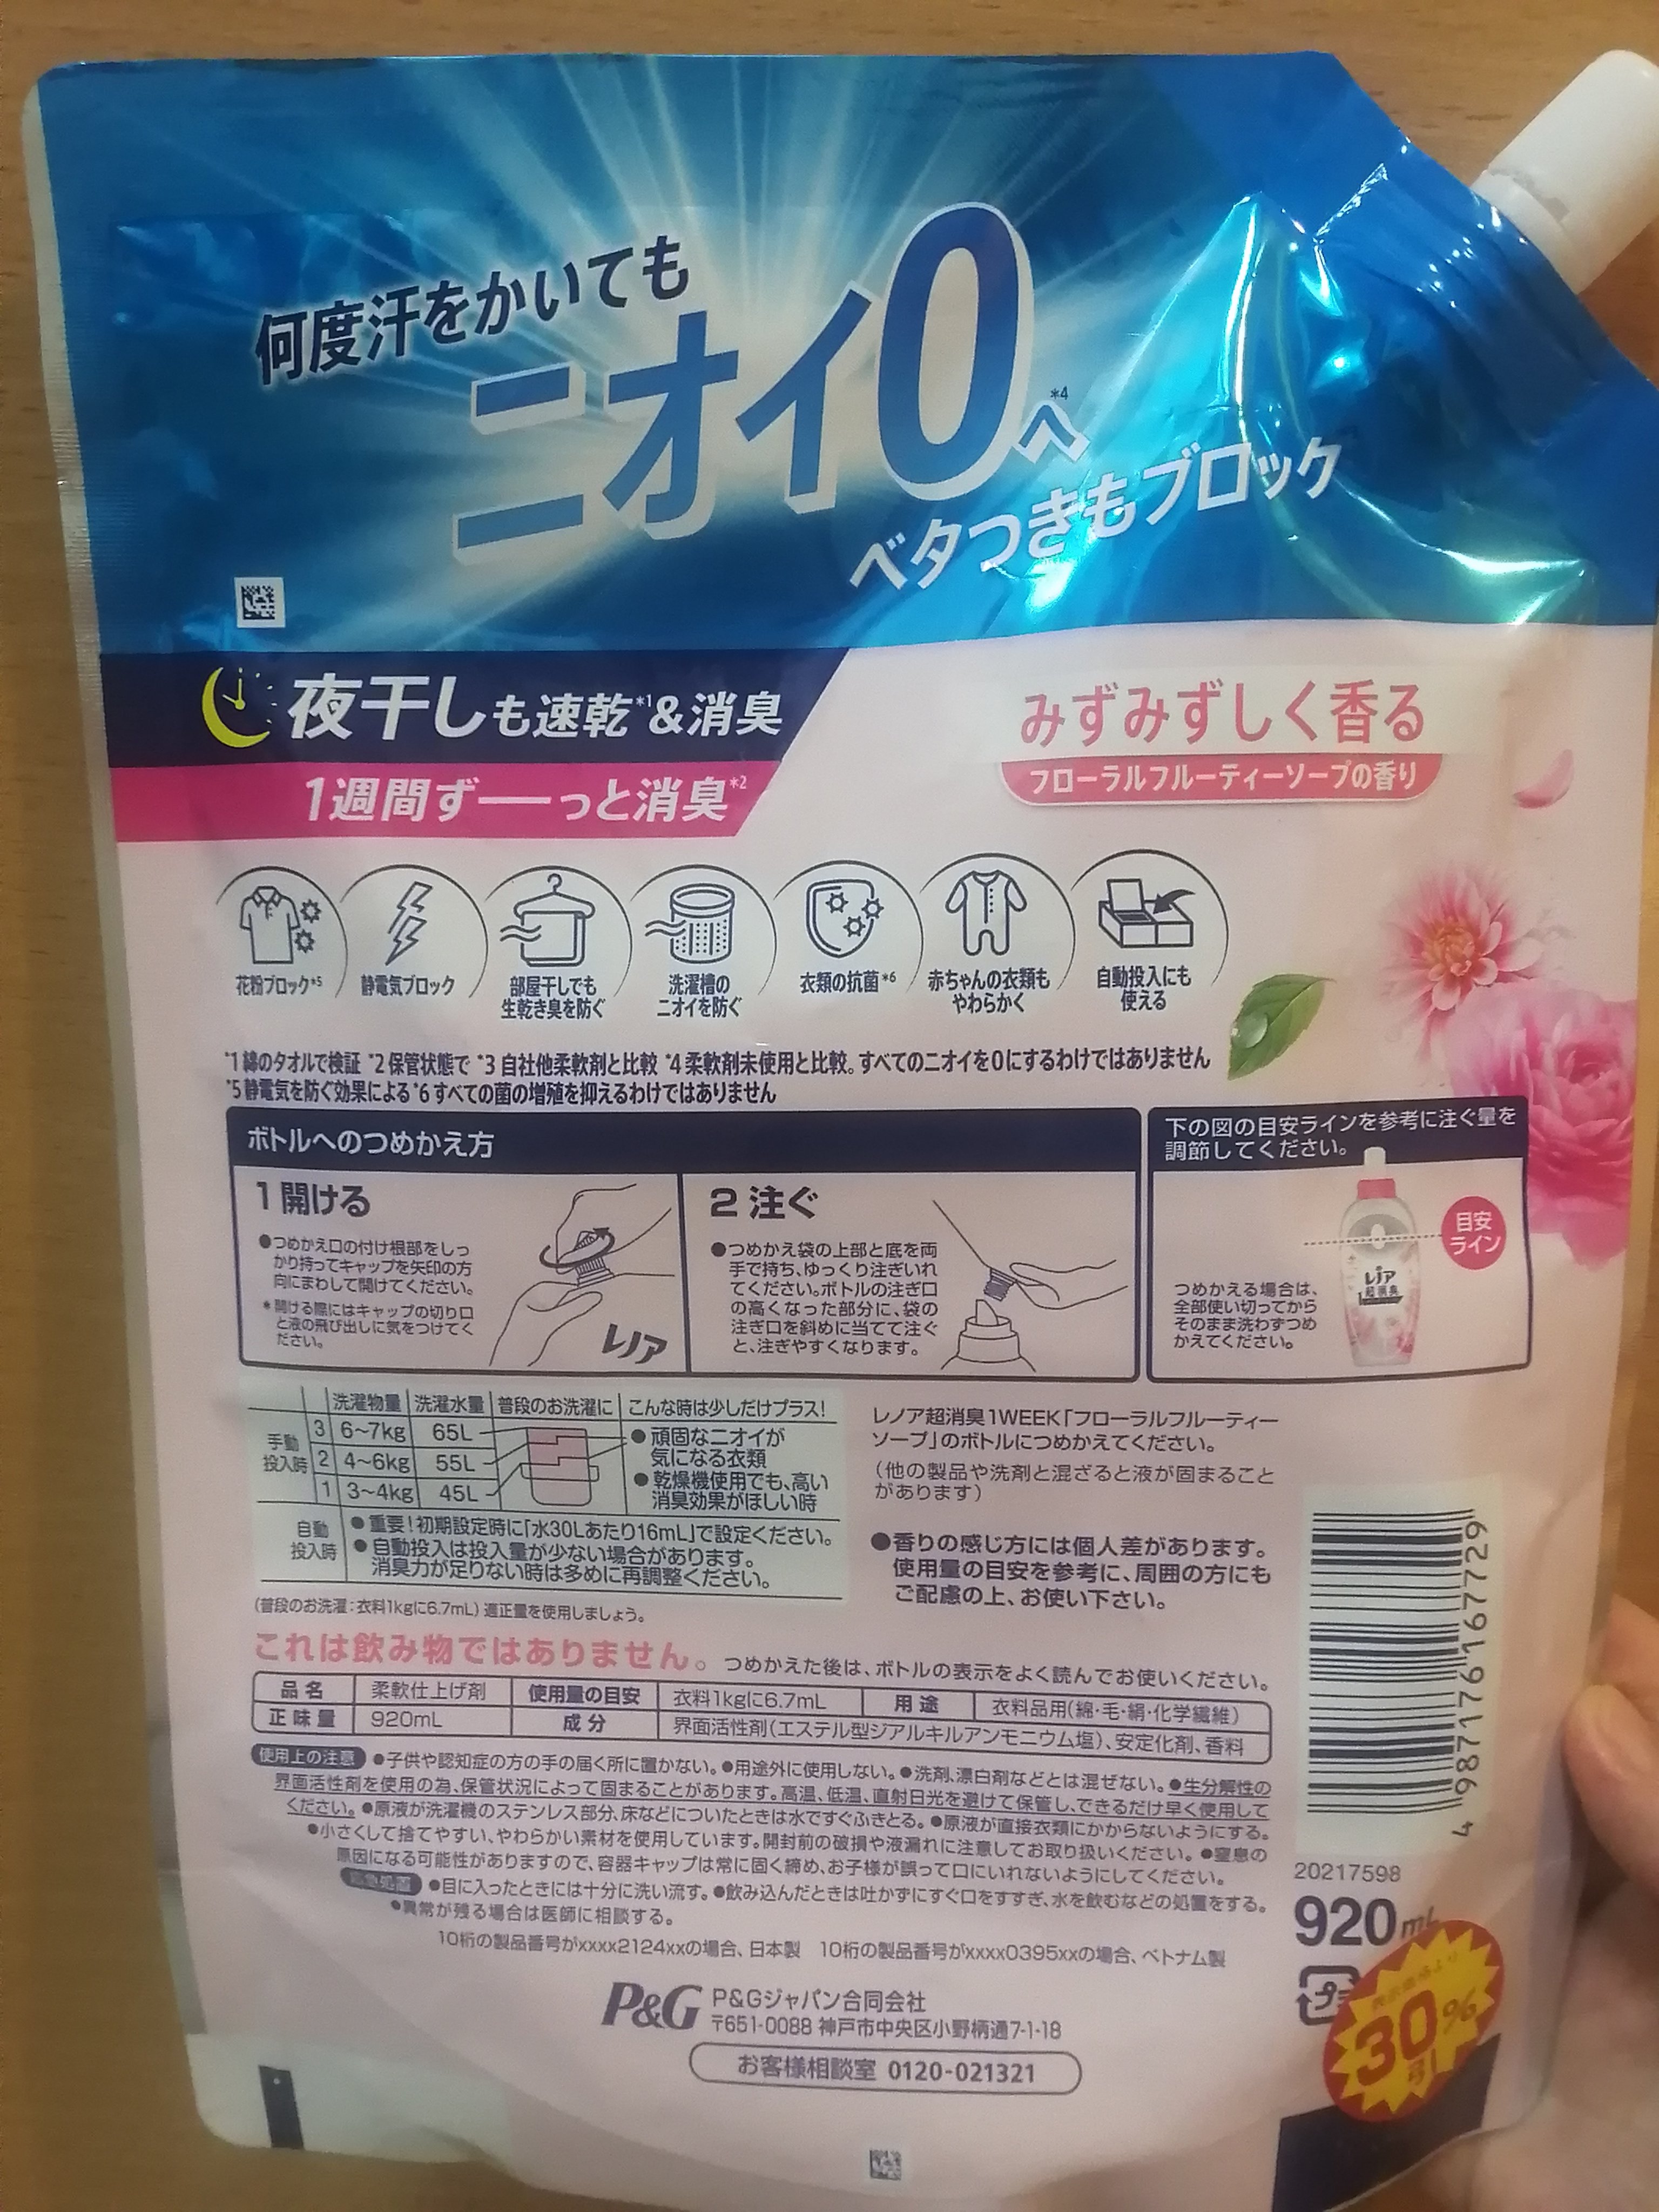 何度汗をかいても
ニオイ0へ*4
ベタつきもブロック
夜干しも速乾*1&消臭
1週間ず──っと消臭*2
みずみずしく香る
フローラルフルーティーソープの香り
花粉ブロック*5
静電気ブロック
部屋干しでも
生乾き臭を防ぐ
洗濯槽の
ニオイを防ぐ
衣類の抗菌*6
赤ちゃんの衣類も
やわらかく
自動投入にも
使える
*1 綿のタオルで検証 *2 保管状態で *3 自社他柔軟剤と比較 *4 柔軟剤未使用と比較。すべてのニオイを0にするわけではありません
*5 静電気を防ぐ効果による *6 すべての菌の増殖を抑えるわけではありません
ボトルへのつめかえ方
1 開ける
●つめかえ口の付け根部をしっ
かり持ってキャップを矢印の方
向にまわして開けてください。
*開ける際にはキャップの切り口
と液の飛び出しに気をつけてく
ださい。
レノア
2 注ぐ
●つめかえ袋の上部と底を両
手で持ち、ゆっくり注ぎいれ
てください。ボトルの注ぎ口
の高くなった部分に、袋の
注ぎ口を斜めに当てて注ぐ
と、注ぎやすくなります。
下の図の目安ラインを参考に注ぐ量を
調節してください。
目安
ライン
レノア
超消臭
つめかえる場合は、
全部使い切ってから
そのまま洗わずつめ
かえてください。
洗濯物量 洗濯水量 普段のお洗濯に こんな時は少しだけプラス!
手動
投入時
3 6~7kg 65L
2 4~6kg 55L
1 3~4kg 45L
●頑固なニオイが
気になる衣類
●乾燥機使用でも、高い
消臭効果がほしい時
自動
投入時
●重要!初期設定時に「水30Lあたり16mL」で設定ください。
●自動投入は投入量が少ない場合があります。
消臭力が足りない時は多めに再調整ください。
(普段のお洗濯:衣料1kgに6.7mL)適正量を使用しましょう。
レノア超消臭1WEEK「フローラルフルーティー
ソープ」のボトルにつめかえてください。
(他の製品や洗剤と混ざると液が固まること
があります)
●香りの感じ方には個人差があります。
使用量の目安を参考に、周囲の方にも
ご配慮の上、お使い下さい。
これは飲み物ではありません。つめかえた後は、ボトルの表示をよく読んでお使いください。
品名 柔軟仕上げ剤 使用量の目安 衣料1kgに6.7mL 用途 衣料品用(綿・毛・絹・化学繊維)
正味量 920mL 成分 界面活性剤(エステル型ジアルキルアンモニウム塩)、安定化剤、香料
使用上の注意 ●子供や認知症の方の手の届く所に置かない。●用途外に使用しない。●洗剤、漂白剤などとは混ぜない。●生分解性の
界面活性剤を使用の為、保管状況によって固まることがあります。高温、低温、直射日光を避けて保管し、できるだけ早く使用して
ください。●原液が洗濯機のステンレス部分、床などについたときは水ですぐふきとる。●原液が直接衣類にかからないようにする。
●小さくして捨てやすい、やわらかい素材を使用しています。開封前の破損や液漏れに注意してお取り扱いください。●窒息の
原因になる可能性がありますので、容器キャップは常に固く締め、お子様が誤って口にいれないようにしてください。
応急処置 ●目に入ったときには十分に洗い流す。●飲み込んだときは吐かずにすぐ口をすすぎ、水を飲むなどの処置をする。
●異常が残る場合は医師に相談する。
10桁の製品番号がxxxx2124xxの場合、日本製 10桁の製品番号がxxxx0395xxの場合、ベトナム製
P&G
P&Gジャパン合同会社
〒651-0088 神戸市中央区小野柄通7-1-18
お客様相談室 0120-021321
4 987176 167729
20217598
920mL
プ
表示価格より
30%
引